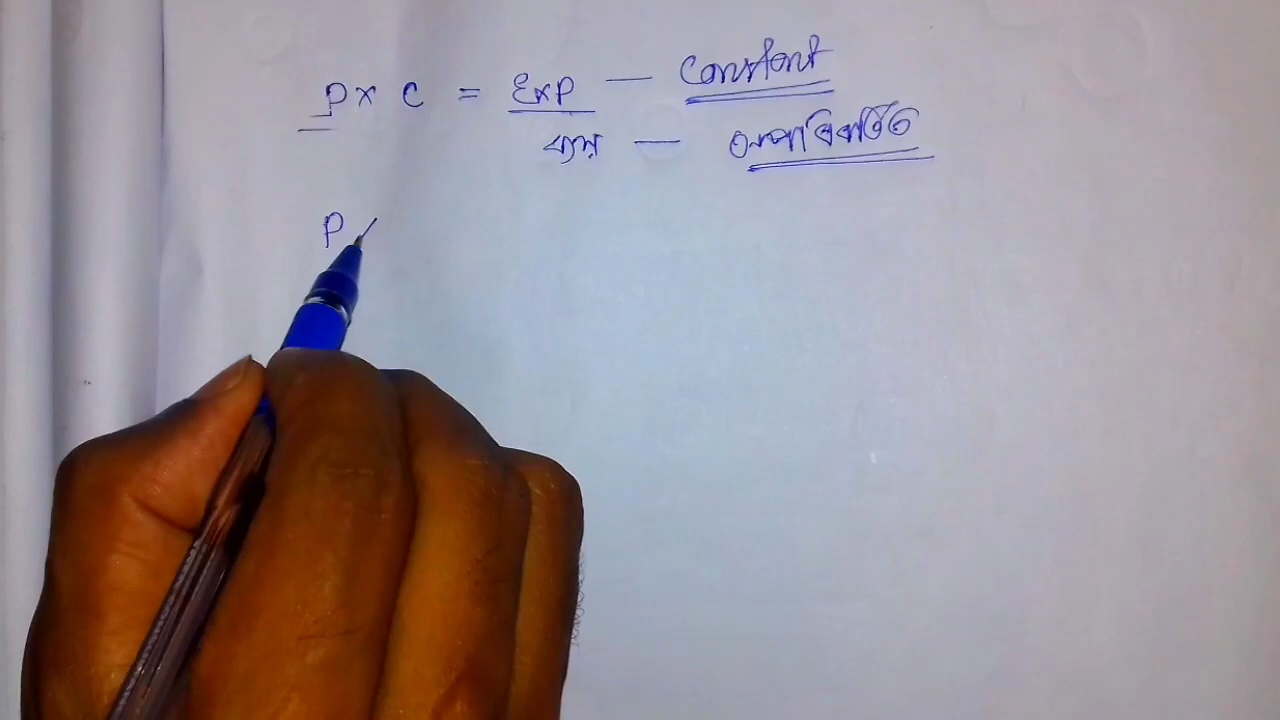 P x C = Exp — Constant
ব্যয় — অপরিবর্তিত
P